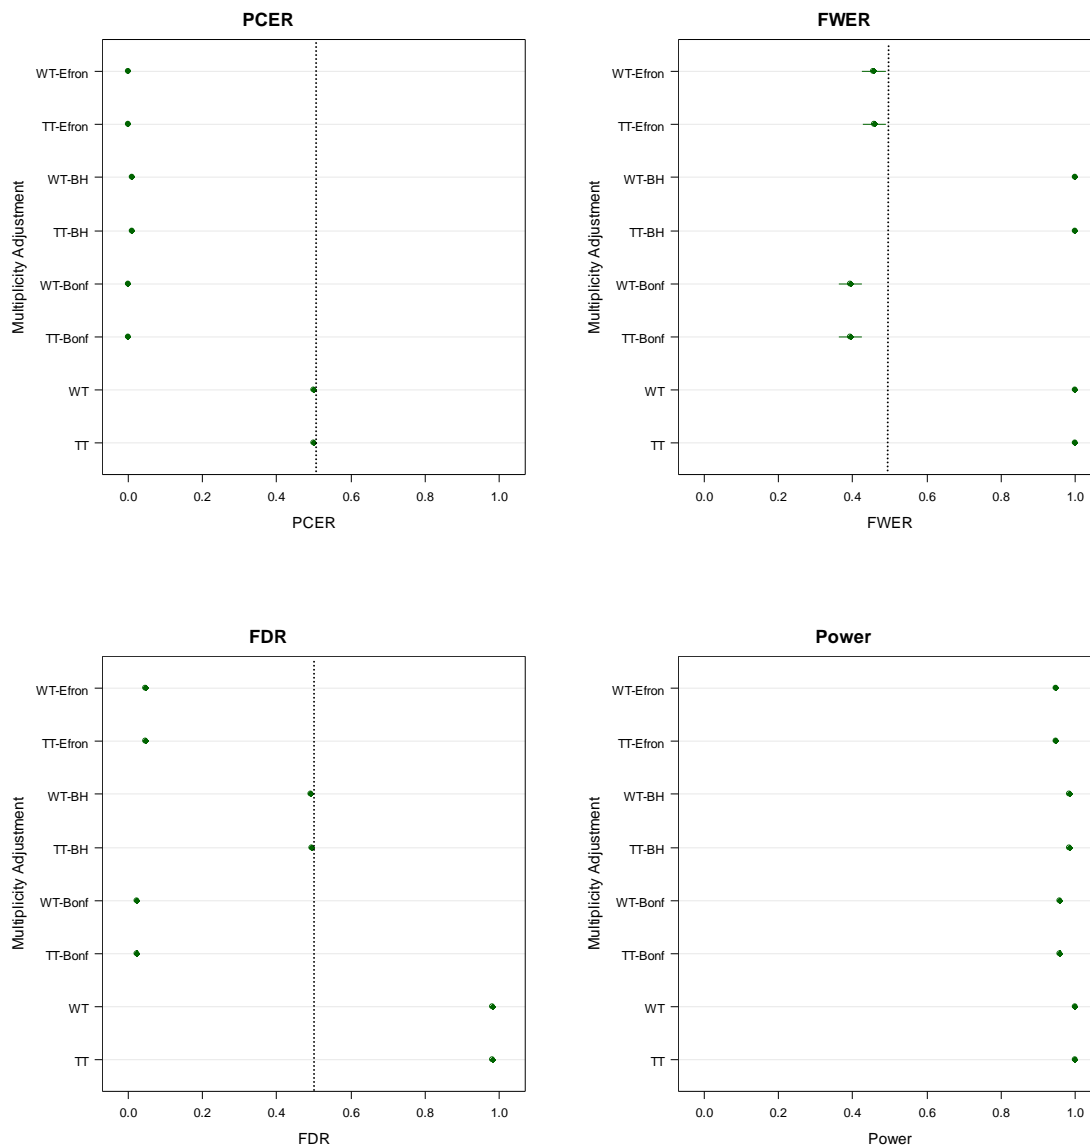 PCER
Multiplicity Adjustment
WT-Efron
TT-Efron
WT-BH
TT-BH
WT-Bonf
TT-Bonf
WT
TT
0.0 0.2 0.4 0.6 0.8 1.0
PCER
FWER
Multiplicity Adjustment
WT-Efron
TT-Efron
WT-BH
TT-BH
WT-Bonf
TT-Bonf
WT
TT
0.0 0.2 0.4 0.6 0.8 1.0
FWER
FDR
Multiplicity Adjustment
WT-Efron
TT-Efron
WT-BH
TT-BH
WT-Bonf
TT-Bonf
WT
TT
0.0 0.2 0.4 0.6 0.8 1.0
FDR
Power
Multiplicity Adjustment
WT-Efron
TT-Efron
WT-BH
TT-BH
WT-Bonf
TT-Bonf
WT
TT
0.0 0.2 0.4 0.6 0.8 1.0
Power